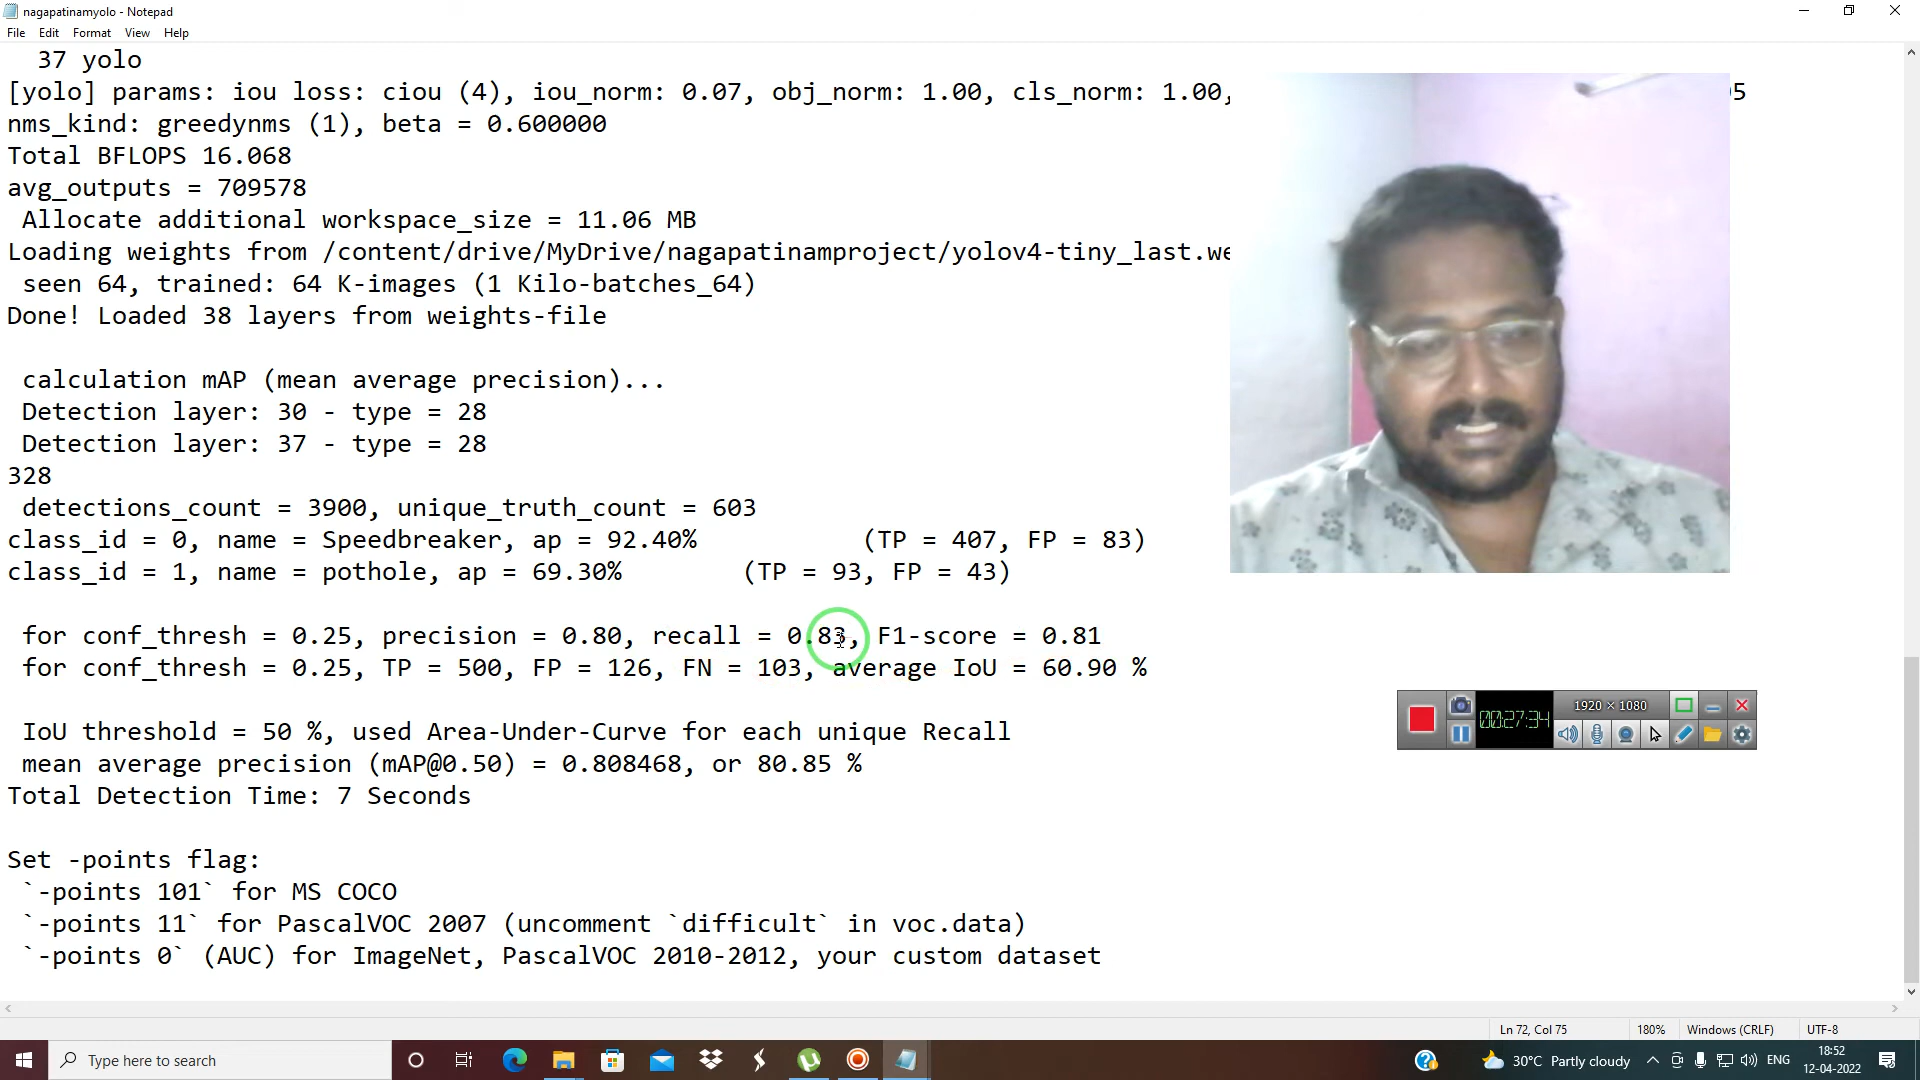 nagapatinamyolo - Notepad
File Edit Format View Help
37 yolo
[yolo] params: iou loss: ciou (4), iou_norm: 0.07, obj_norm: 1.00, cls_norm: 1.00,
nms_kind: greedynms (1), beta = 0.600000
Total BFLOPS 16.068
avg_outputs = 709578
Allocate additional workspace_size = 11.06 MB
Loading weights from /content/drive/MyDrive/nagapatinamproject/yolov4-tiny_last.we
seen 64, trained: 64 K-images (1 Kilo-batches_64)
Done! Loaded 38 layers from weights-file
calculation mAP (mean average precision)...
Detection layer: 30 - type = 28
Detection layer: 37 - type = 28
328
detections_count = 3900, unique_truth_count = 603
class_id = 0, name = Speedbreaker, ap = 92.40% (TP = 407, FP = 83)
class_id = 1, name = pothole, ap = 69.30% (TP = 93, FP = 43)
for conf_thresh = 0.25, precision = 0.80, recall = 0.83, F1-score = 0.81
for conf_thresh = 0.25, TP = 500, FP = 126, FN = 103, average IoU = 60.90 %
IoU threshold = 50 %, used Area-Under-Curve for each unique Recall
mean average precision (mAP@0.50) = 0.808468, or 80.85 %
Total Detection Time: 7 Seconds
Set -points flag:
`-points 101` for MS COCO
`-points 11` for PascalVOC 2007 (uncomment `difficult` in voc.data)
`-points 0` (AUC) for ImageNet, PascalVOC 2010-2012, your custom dataset
1920 × 1080
00:27:34
Ln 72, Col 75 180% Windows (CRLF) UTF-8
Type here to search
30°C Partly cloudy ENG
18:52
12-04-2022